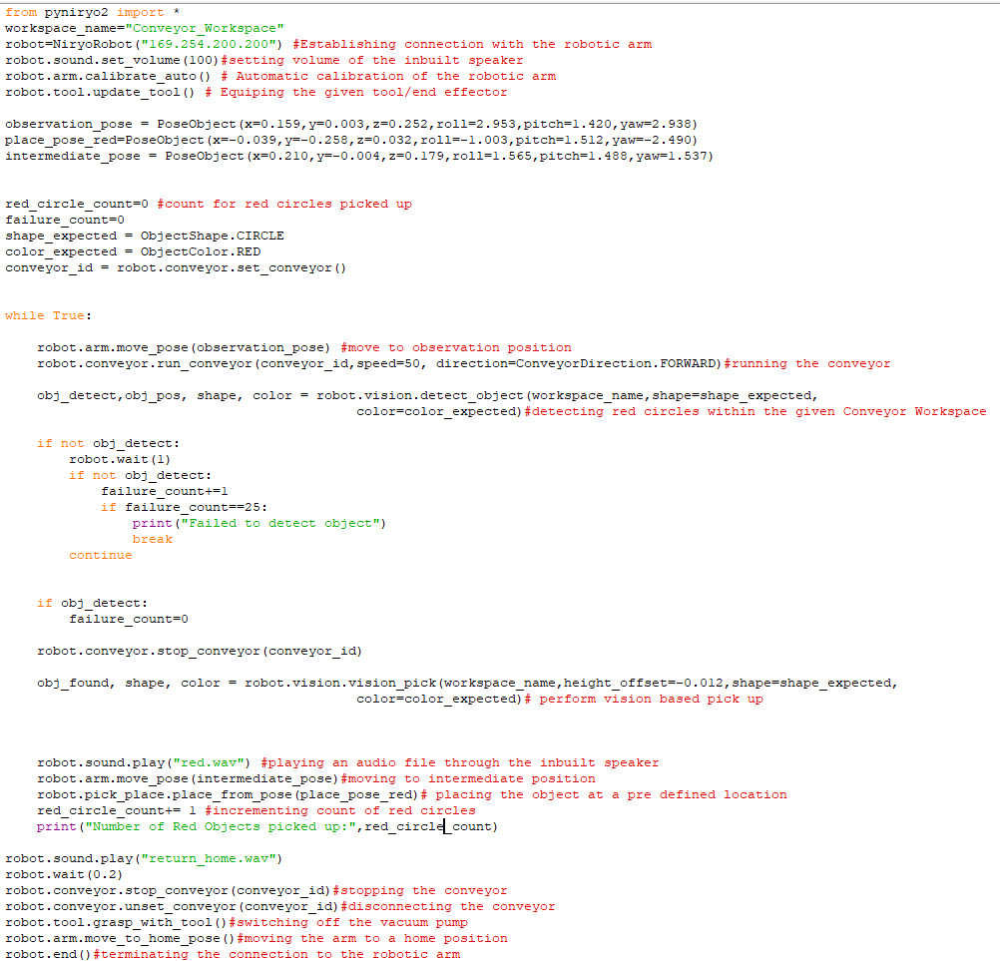 from pyniryo2 import *
workspace_name="Conveyor_Workspace"
robot=NiryoRobot("169.254.200.200") #Establishing connection with the robotic arm
robot.sound.set_volume(100)#setting volume of the inbuilt speaker
robot.arm.calibrate_auto() # Automatic calibration of the robotic arm
robot.tool.update_tool() # Equiping the given tool/end effector

observation_pose = PoseObject(x=0.159,y=0.003,z=0.252,roll=2.953,pitch=1.420,yaw=2.938)
place_pose_red=PoseObject(x=-0.039,y=-0.258,z=0.032,roll=-1.003,pitch=1.512,yaw=-2.490)
intermediate_pose = PoseObject(x=0.210,y=-0.004,z=0.179,roll=1.565,pitch=1.488,yaw=1.537)

red_circle_count=0 #count for red circles picked up
failure_count=0
shape_expected = ObjectShape.CIRCLE
color_expected = ObjectColor.RED
conveyor_id = robot.conveyor.set_conveyor()

while True:

    robot.arm.move_pose(observation_pose) #move to observation position
    robot.conveyor.run_conveyor(conveyor_id,speed=50, direction=ConveyorDirection.FORWARD)#running the conveyor

    obj_detect,obj_pos, shape, color = robot.vision.detect_object(workspace_name,shape=shape_expected,
                                            color=color_expected)#detecting red circles within the given Conveyor Workspace

    if not obj_detect:
        robot.wait(1)
        if not obj_detect:
            failure_count+=1
            if failure_count==25:
                print("Failed to detect object")
                break
        continue

    if obj_detect:
        failure_count=0

    robot.conveyor.stop_conveyor(conveyor_id)

    obj_found, shape, color = robot.vision.vision_pick(workspace_name,height_offset=-0.012,shape=shape_expected,
                                            color=color_expected)# perform vision based pick up

    robot.sound.play("red.wav") #playing an audio file through the inbuilt speaker
    robot.arm.move_pose(intermediate_pose)#moving to intermediate position
    robot.pick_place.place_from_pose(place_pose_red)# placing the object at a pre defined location
    red_circle_count+= 1 #incrementing count of red circles
    print("Number of Red Objects picked up:",red_circle_count)

robot.sound.play("return_home.wav")
robot.wait(0.2)
robot.conveyor.stop_conveyor(conveyor_id)#stopping the conveyor
robot.conveyor.unset_conveyor(conveyor_id)#disconnecting the conveyor
robot.tool.grasp_with_tool()#switching off the vacuum pump
robot.arm.move_to_home_pose()#moving the arm to a home position
robot.end()#terminating the connection to the robotic arm